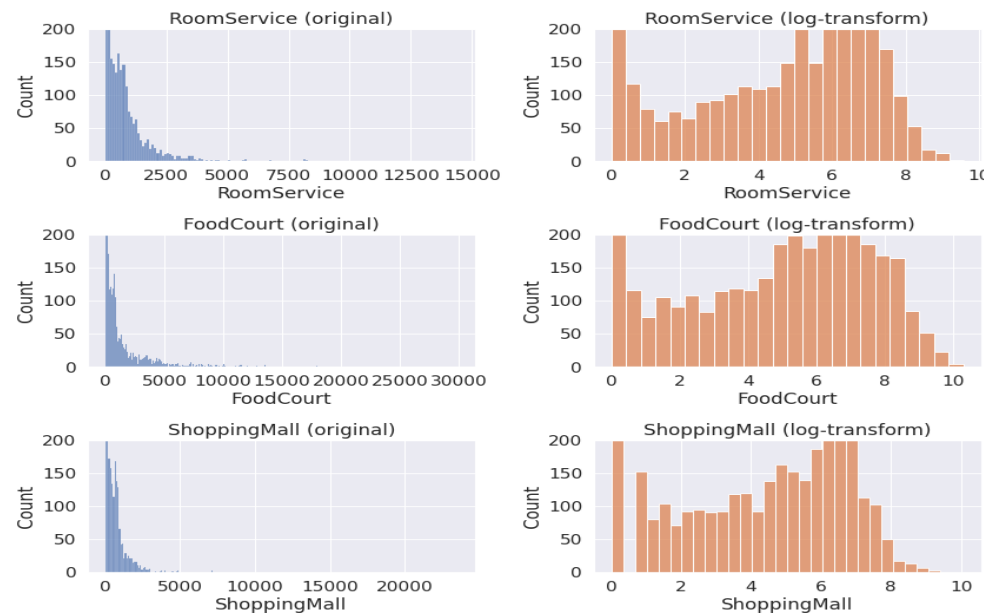 RoomService (original) RoomService (log-transform)
200 200
150 150
100 100
50 50
0 0
Count Count
0 2500 5000 7500 10000 12500 15000 0 2 4 6 8 10
RoomService RoomService
FoodCourt (original) FoodCourt (log-transform)
200 200
150 150
100 100
50 50
0 0
Count Count
0 5000 10000 15000 20000 25000 30000 0 2 4 6 8 10
FoodCourt FoodCourt
ShoppingMall (original) ShoppingMall (log-transform)
200 200
150 150
100 100
50 50
0 0
Count Count
0 5000 10000 15000 20000 0 2 4 6 8 10
ShoppingMall ShoppingMall